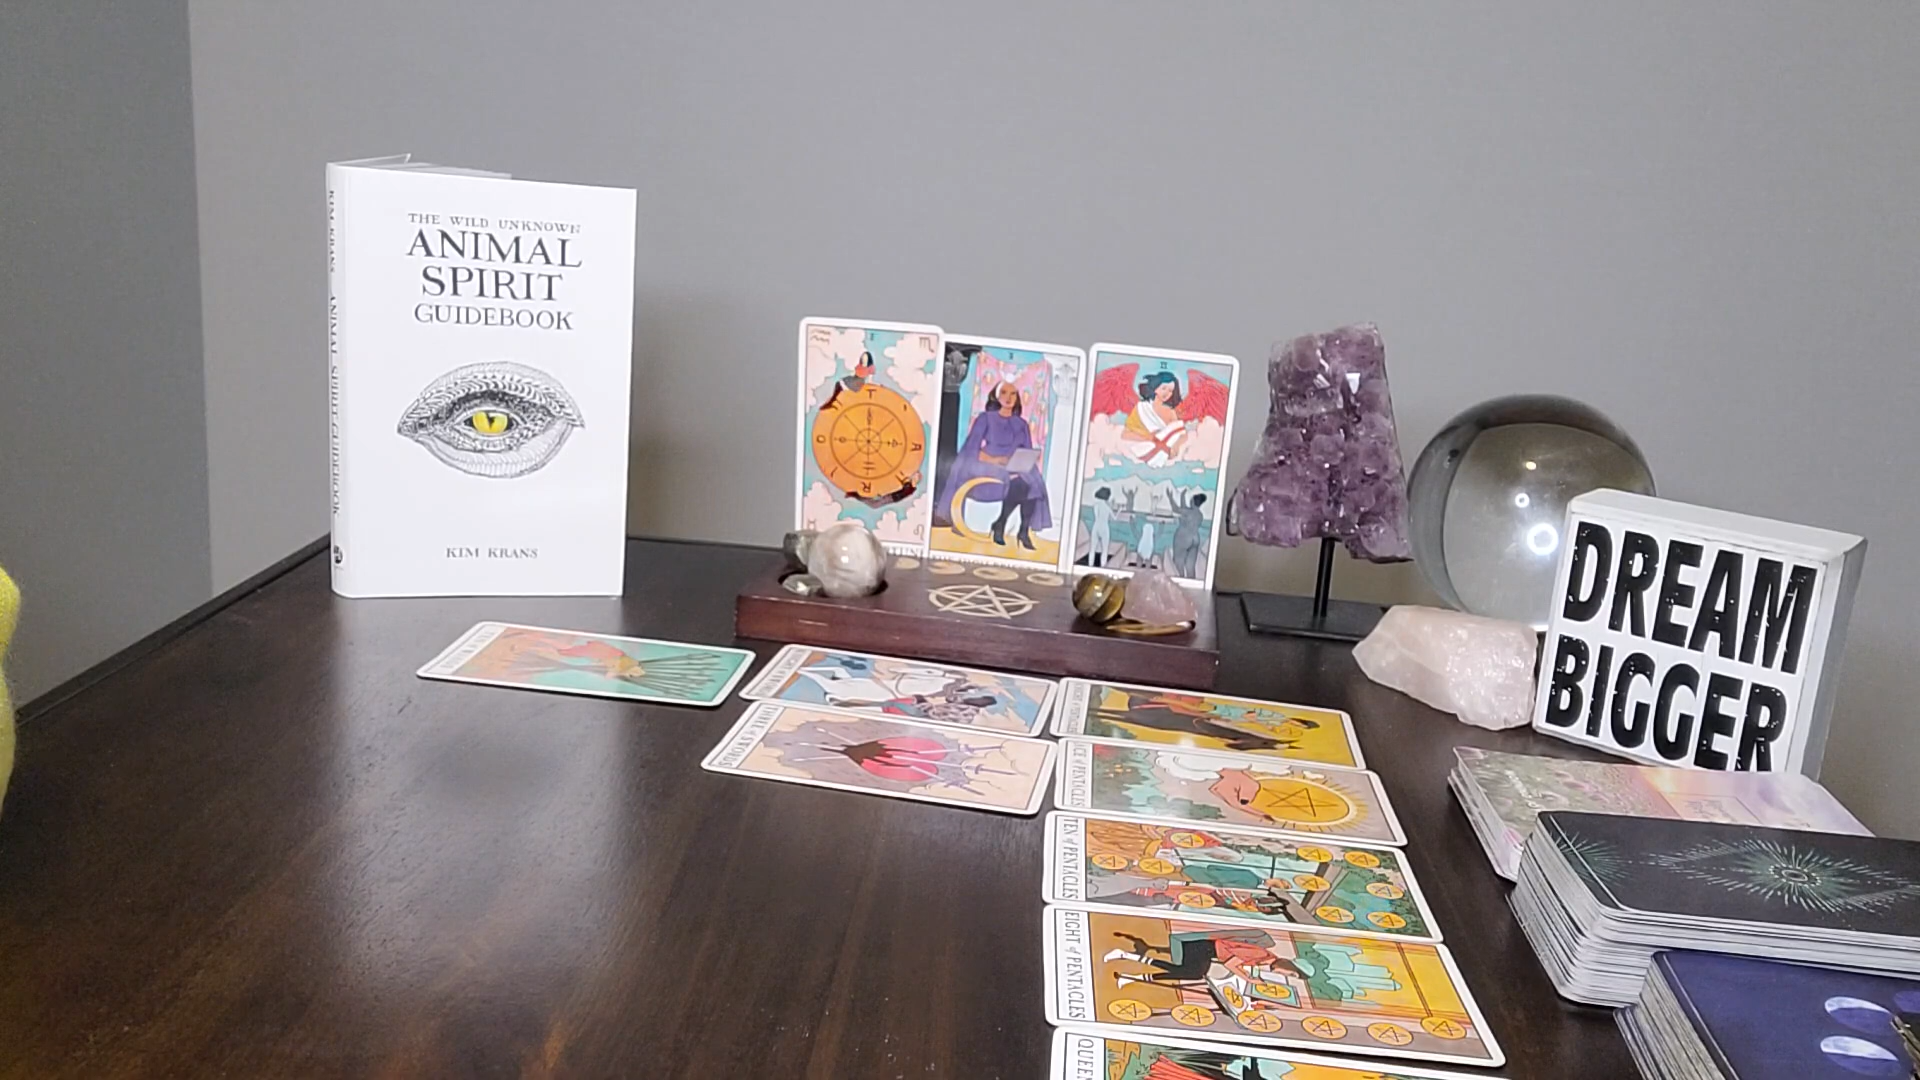 THE WILD UNKNOWN
ANIMAL
SPIRIT
GUIDEBOOK
KIM KRANS
KIM KRANS ANIMAL SPIRIT GUIDEBOOK
DREAM
BIGGER
THREE of SWORDS
ACE of PENTACLES
TEN of PENTACLES
EIGHT of PENTACLES
QUEEN